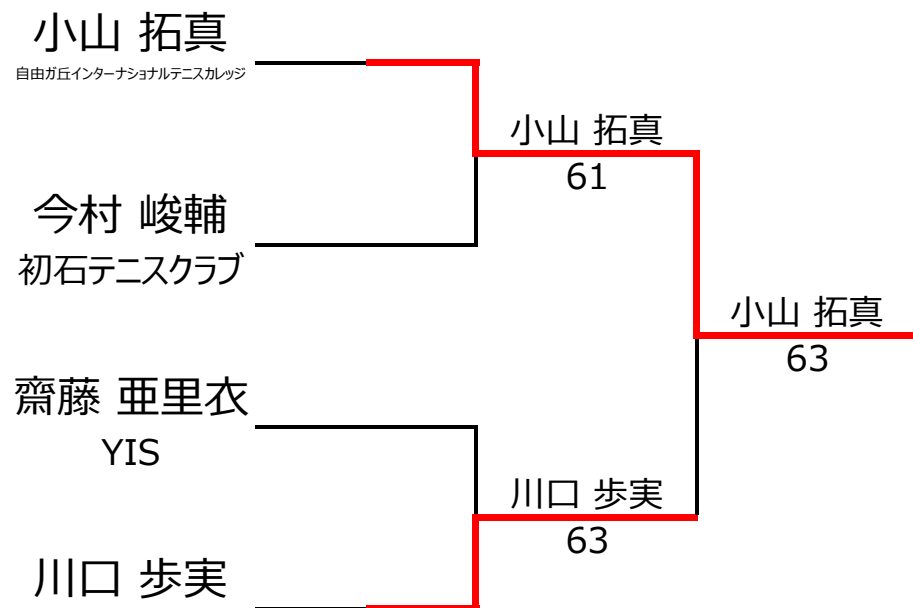 小山 拓真
自由ガ丘インターナショナルテニスカレッジ
小山 拓真
61
今村 峻輔
初石テニスクラブ
小山 拓真
63
齋藤 亜里衣
YIS
川口 歩実
63
川口 歩実